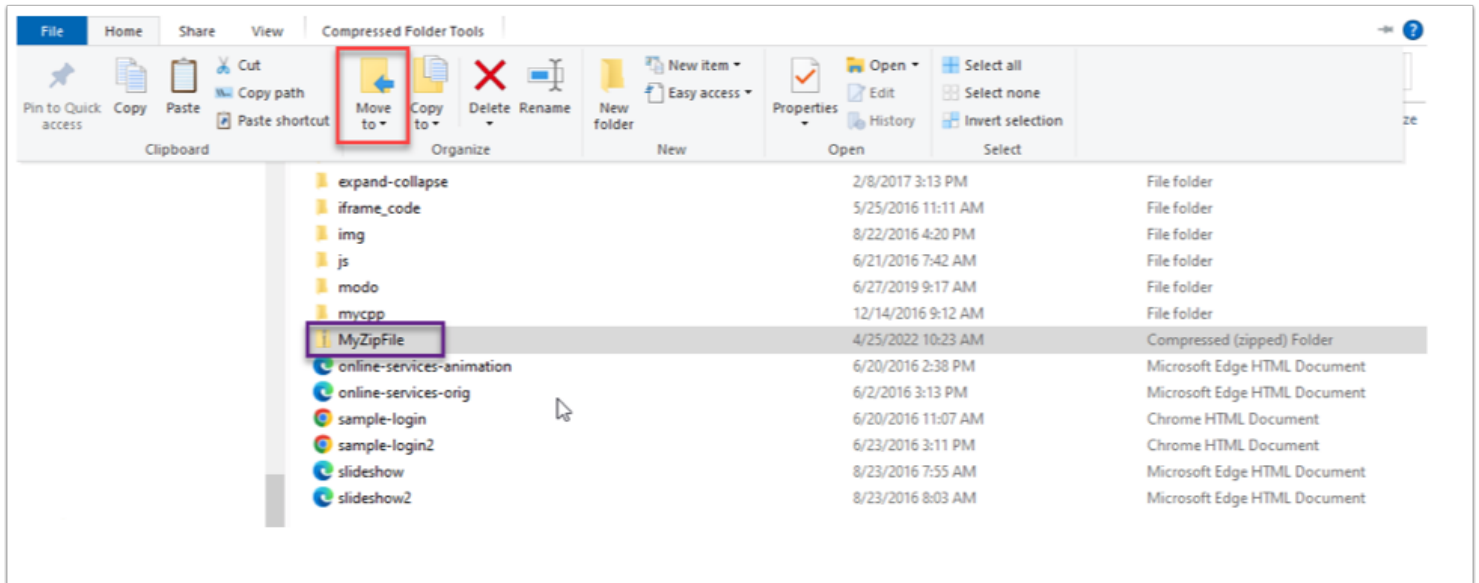 File Home Share View Compressed Folder Tools
Pin to Quick access
Copy
Paste
Cut
Copy path
Paste shortcut
Clipboard
Move to
Copy to
Delete
Rename
Organize
New folder
New item
Easy access
New
Properties
Open
Edit
History
Open
Select all
Select none
Invert selection
Select
ze
expand-collapse 2/8/2017 3:13 PM File folder
iframe_code 5/25/2016 11:11 AM File folder
img 8/22/2016 4:20 PM File folder
js 6/21/2016 7:42 AM File folder
modo 6/27/2019 9:17 AM File folder
mycpp 12/14/2016 9:12 AM File folder
MyZipFile 4/25/2022 10:23 AM Compressed (zipped) Folder
online-services-animation 6/20/2016 2:38 PM Microsoft Edge HTML Document
online-services-orig 6/2/2016 3:13 PM Microsoft Edge HTML Document
sample-login 6/20/2016 11:07 AM Chrome HTML Document
sample-login2 6/23/2016 3:11 PM Chrome HTML Document
slideshow 8/23/2016 7:55 AM Microsoft Edge HTML Document
slideshow2 8/23/2016 8:03 AM Microsoft Edge HTML Document